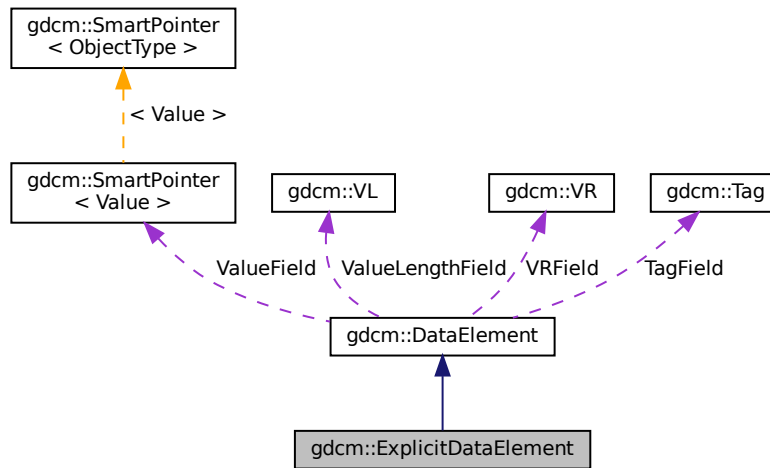 gdcm::SmartPointer
< ObjectType >
< Value >
gdcm::SmartPointer
< Value >
gdcm::VL
gdcm::VR
gdcm::Tag
ValueField
ValueLengthField
VRField
TagField
gdcm::DataElement
gdcm::ExplicitDataElement